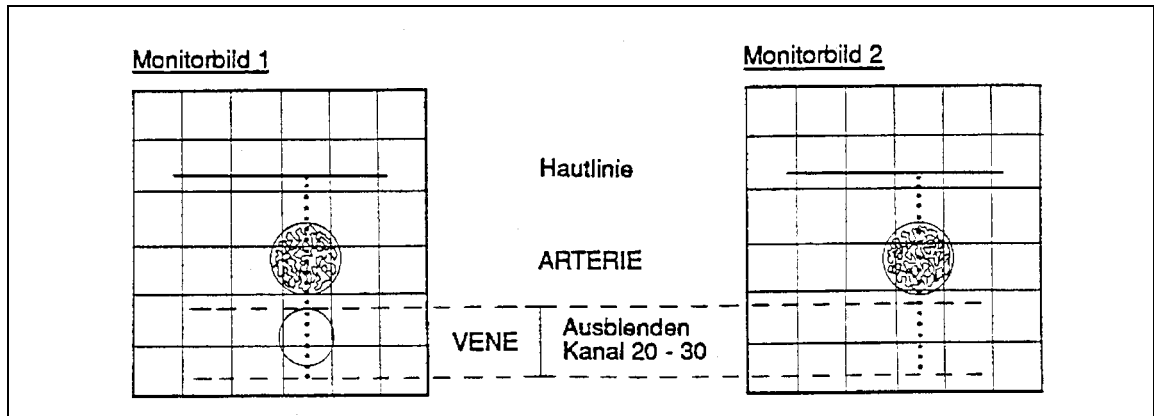 Monitorbild 1
Monitorbild 2
Hautlinie
ARTERIE
VENE
Ausblenden
Kanal 20 - 30